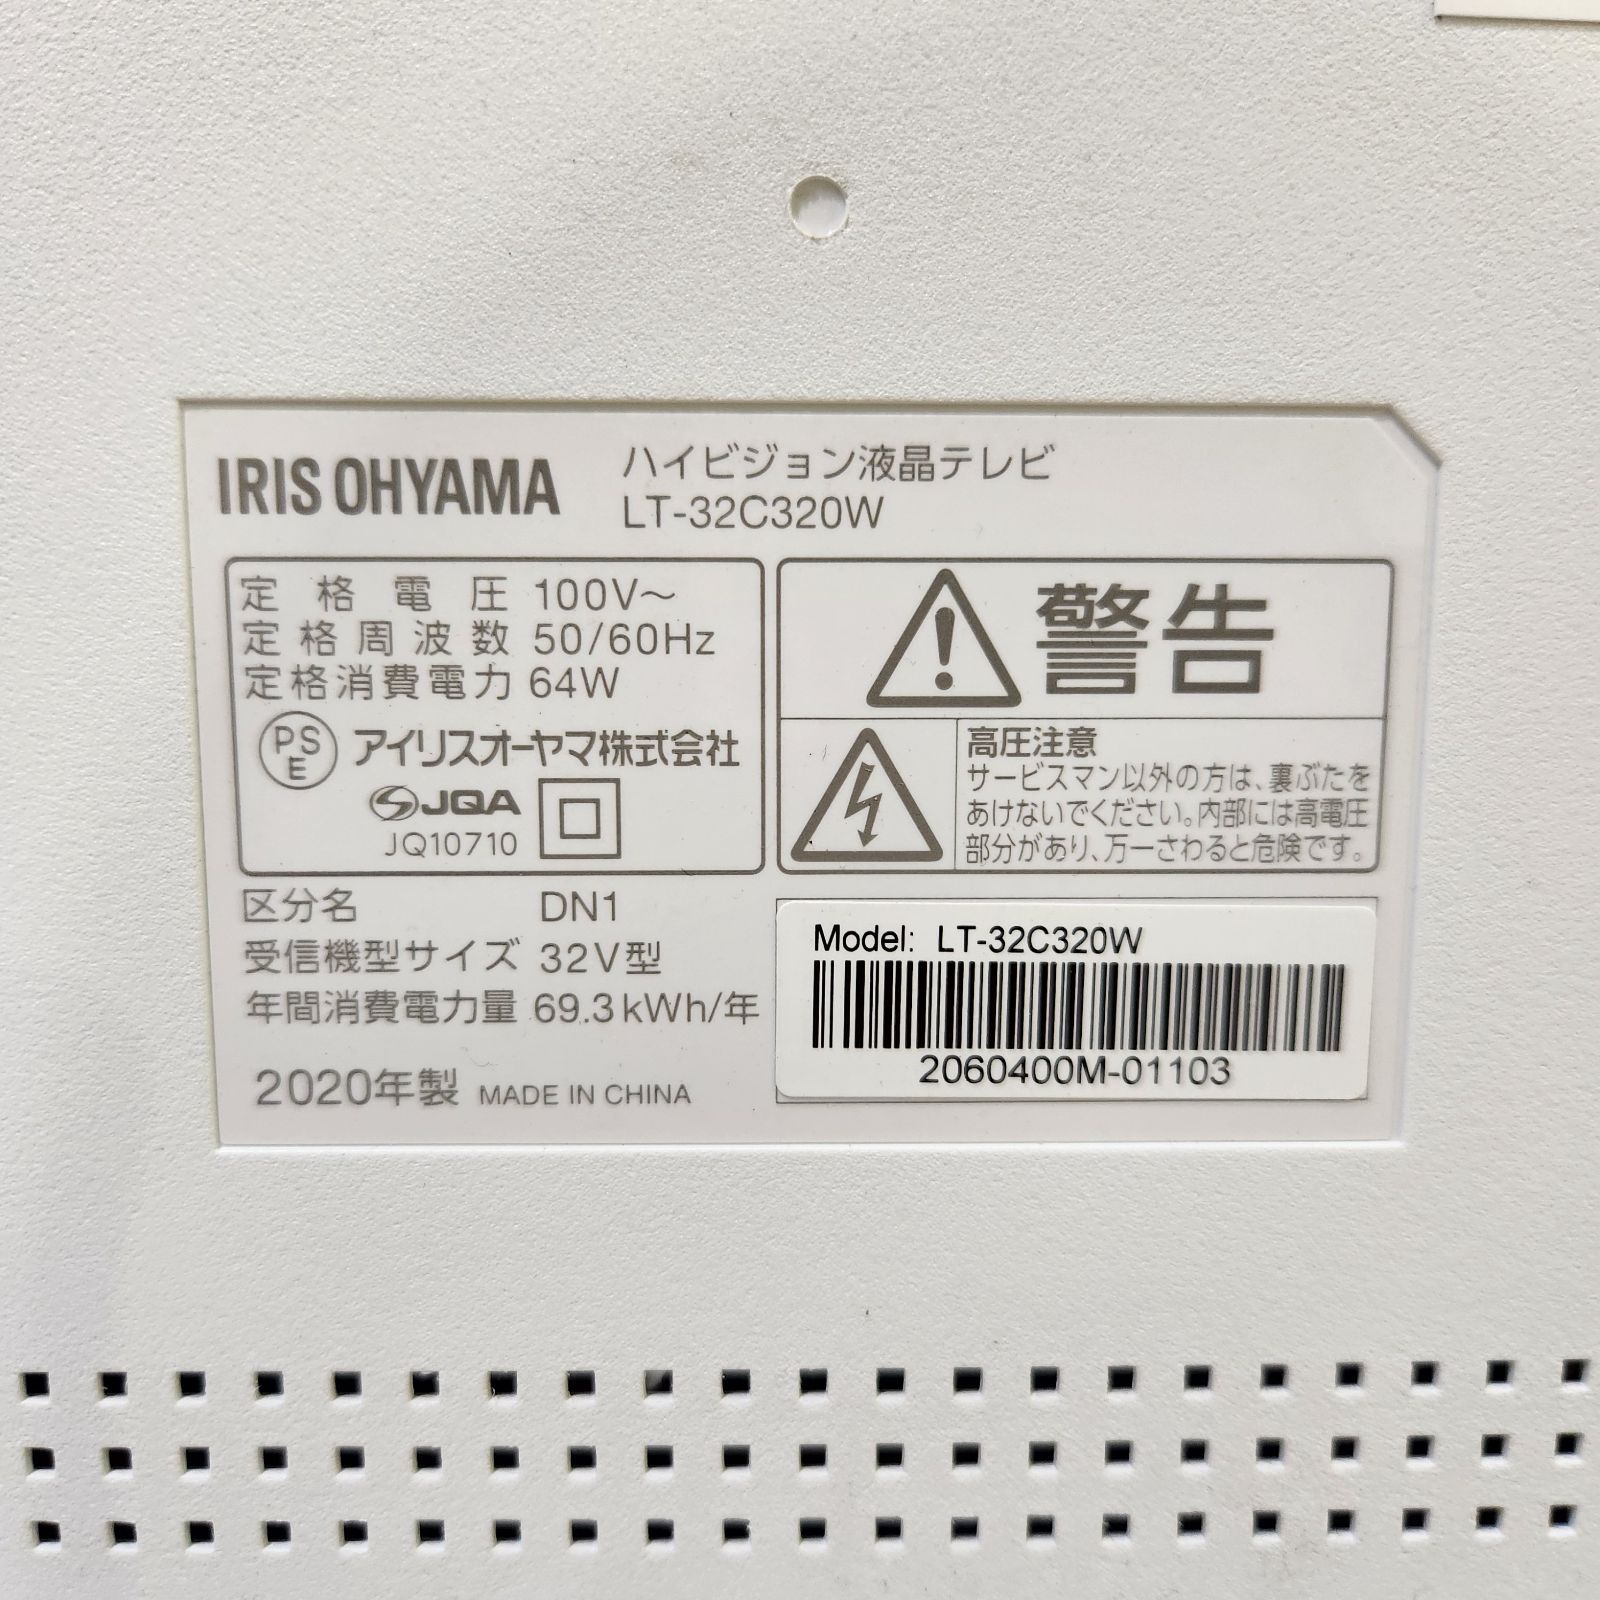 IRIS OHYAMA
ハイビジョン液晶テレビ
LT-32C320W
定格電圧 100V～
定格周波数 50/60Hz
定格消費電力 64W
PSE アイリスオーヤマ株式会社
JQA
JQ10710
警告
高圧注意
サービスマン以外の方は、裏ぶたを
あけないでください。内部には高電圧
部分があり、万一さわると危険です。
区分名 DN1
受信機型サイズ 32V型
年間消費電力量 69.3kWh/年
2020年製 MADE IN CHINA
Model: LT-32C320W
2060400M-01103